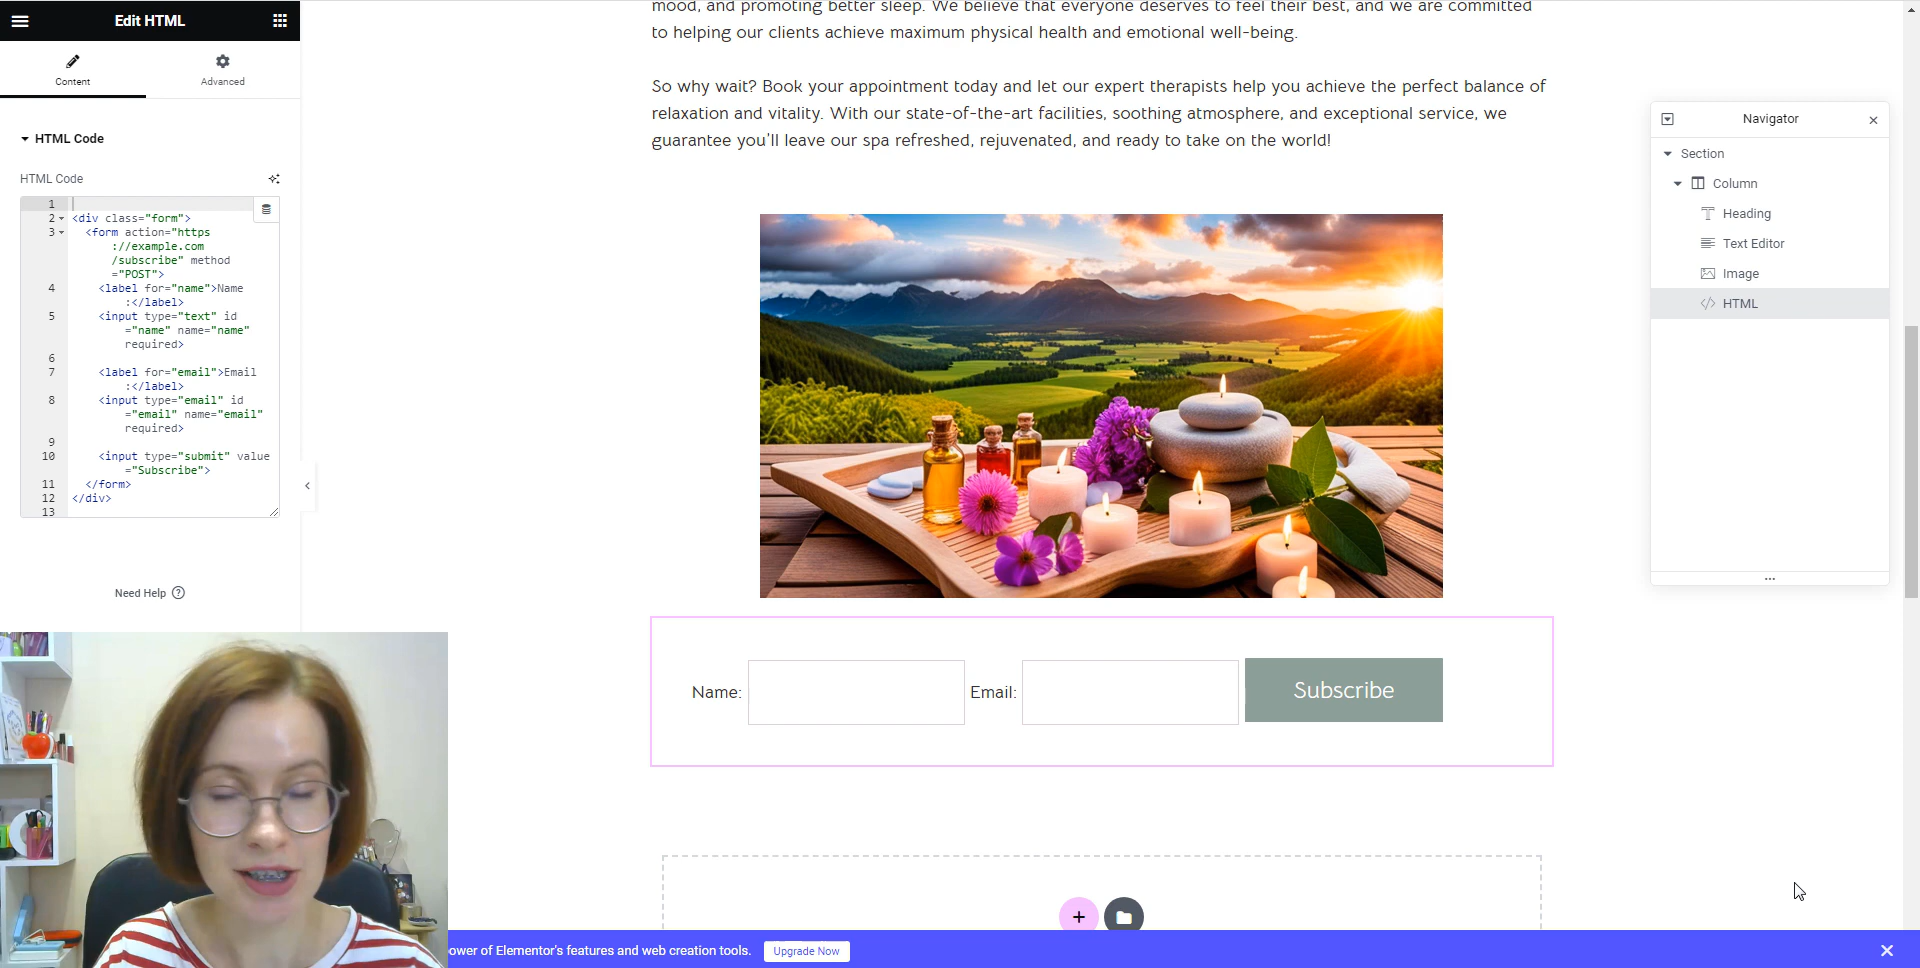 Edit HTML
Content
Advanced
HTML Code
HTML Code
1
2 <div class="form">
3 <form action="https
://example.com
/subscribe" method
="POST">
4 <label for="name">Name
:</label>
5 <input type="text" id
="name" name="name"
required>
6
7 <label for="email">Email
:</label>
8 <input type="email" id
="email" name="email"
required>
9
10 <input type="submit" value
="Subscribe">
11 </form>
12 </div>
13
Need Help ?
mood, and promoting better sleep. We believe that everyone deserves to feel their best, and we are committed
to helping our clients achieve maximum physical health and emotional well-being.
So why wait? Book your appointment today and let our expert therapists help you achieve the perfect balance of
relaxation and vitality. With our state-of-the-art facilities, soothing atmosphere, and exceptional service, we
guarantee you'll leave our spa refreshed, rejuvenated, and ready to take on the world!
Name:
Email:
Subscribe
Navigator
Section
Column
Heading
Text Editor
Image
HTML
ower of Elementor's features and web creation tools.
Upgrade Now